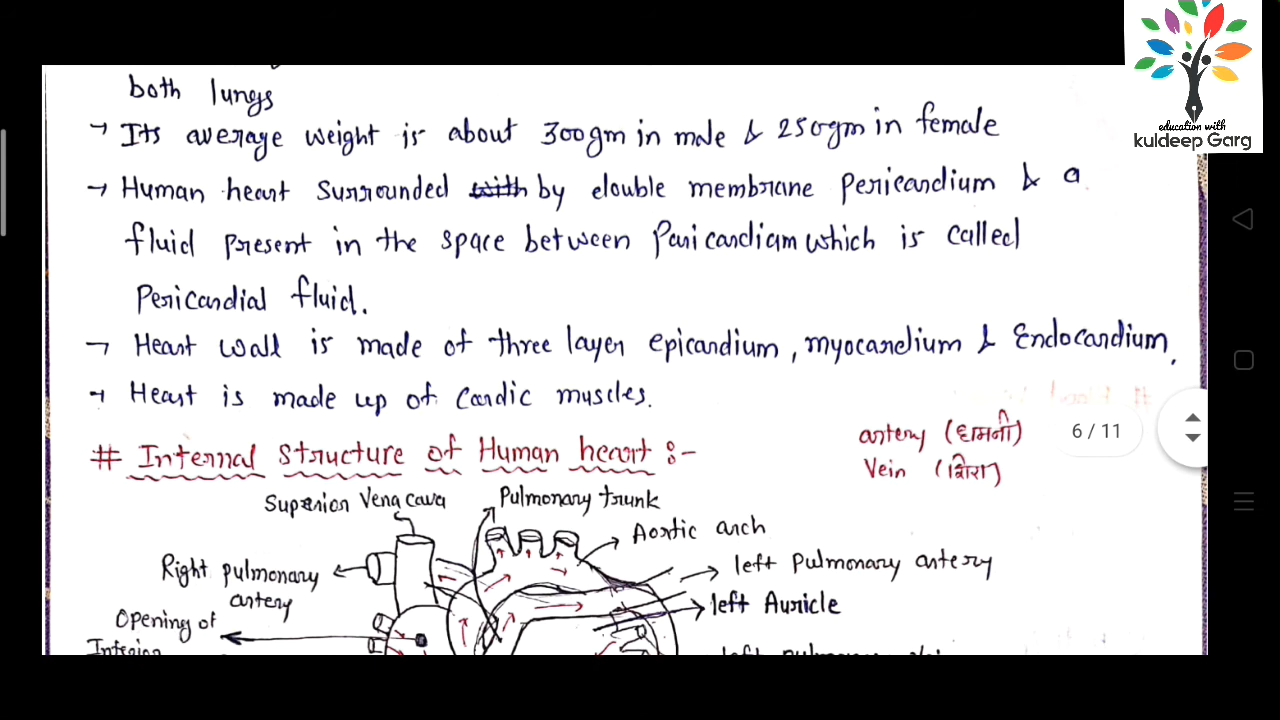 both lungs
→ Its average weight is about 300gm in male & 250gm in female
→ Human heart surrounded with by double membrane Pericardium & a
fluid present in the space between Pericardium which is called
Pericardial fluid.
→ Heart wall is made of three layer epicardium, myocardium & Endocardium,
→ Heart is made up of Cardic muscles.
# Internal Structure of Human heart :-
artery (धामनी)
Vein (शिरा)
6 / 11
Superior Vena cava
Pulmonary trunk
Aortic arch
Right pulmonary
artery
left Pulmonary artery
left Auricle
Opening of
Inferior
education with
kuldeep Garg